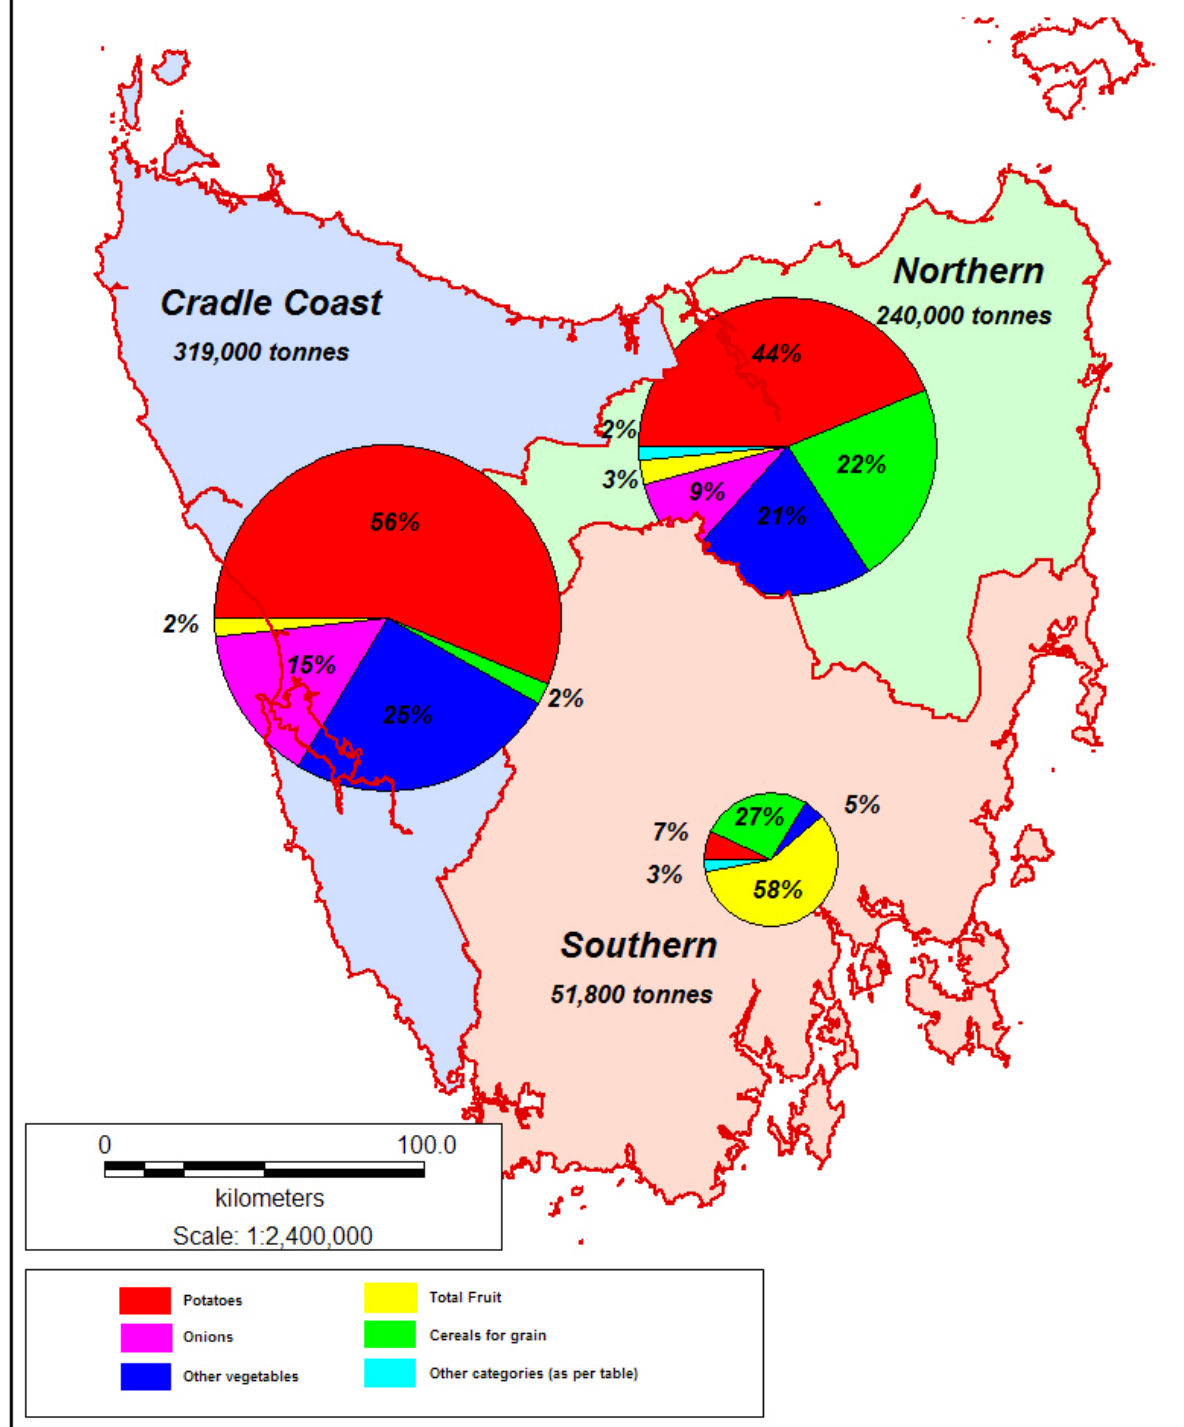 Northern
240,000 tonnes
Cradle Coast
319,000 tonnes
44%
2%
22%
3%
9%
21%
56%
2%
15%
25%
2%
27%
5%
7%
3%
58%
Southern
51,800 tonnes
0 100.0
kilometers
Scale: 1:2,400,000
Potatoes
Total Fruit
Onions
Cereals for grain
Other vegetables
Other categories (as per table)